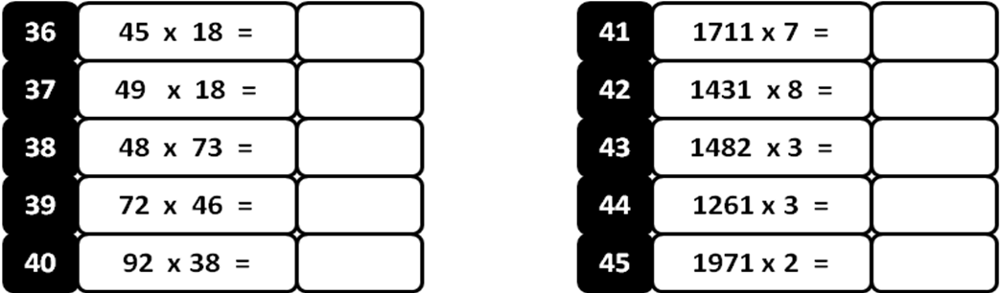 36 45 x 18 =
37 49 x 18 =
38 48 x 73 =
39 72 x 46 =
40 92 x 38 =
41 1711 x 7 =
42 1431 x 8 =
43 1482 x 3 =
44 1261 x 3 =
45 1971 x 2 =